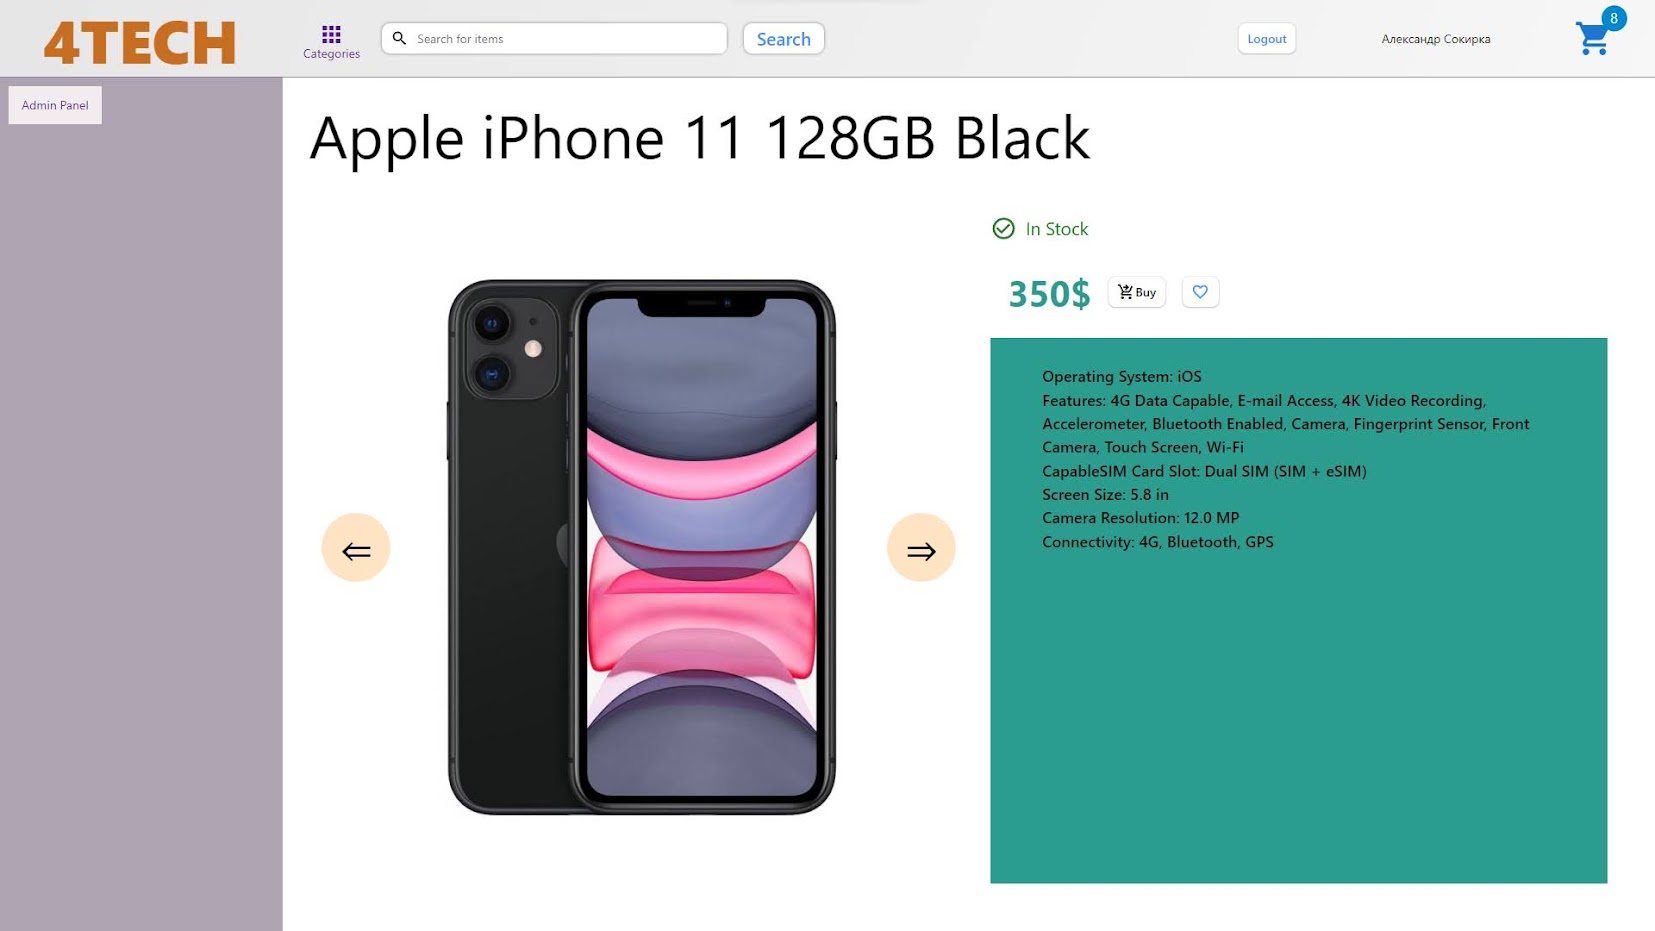 4TECH
Categories
Search for items
Search
Logout
Александр Сокирка
8
Admin Panel
Apple iPhone 11 128GB Black
In Stock
350$
Buy
Operating System: iOS
Features: 4G Data Capable, E-mail Access, 4K Video Recording,
Accelerometer, Bluetooth Enabled, Camera, Fingerprint Sensor, Front
Camera, Touch Screen, Wi-Fi
CapableSIM Card Slot: Dual SIM (SIM + eSIM)
Screen Size: 5.8 in
Camera Resolution: 12.0 MP
Connectivity: 4G, Bluetooth, GPS